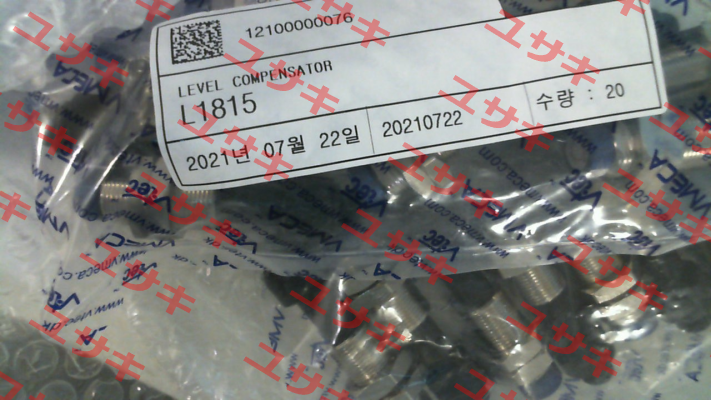 12100000076
LEVEL COMPENSATOR
L1815
2021년 07월 22일
20210722
수량 : 20
VMECA
www.vmeca.com
VTEC
ユサキ